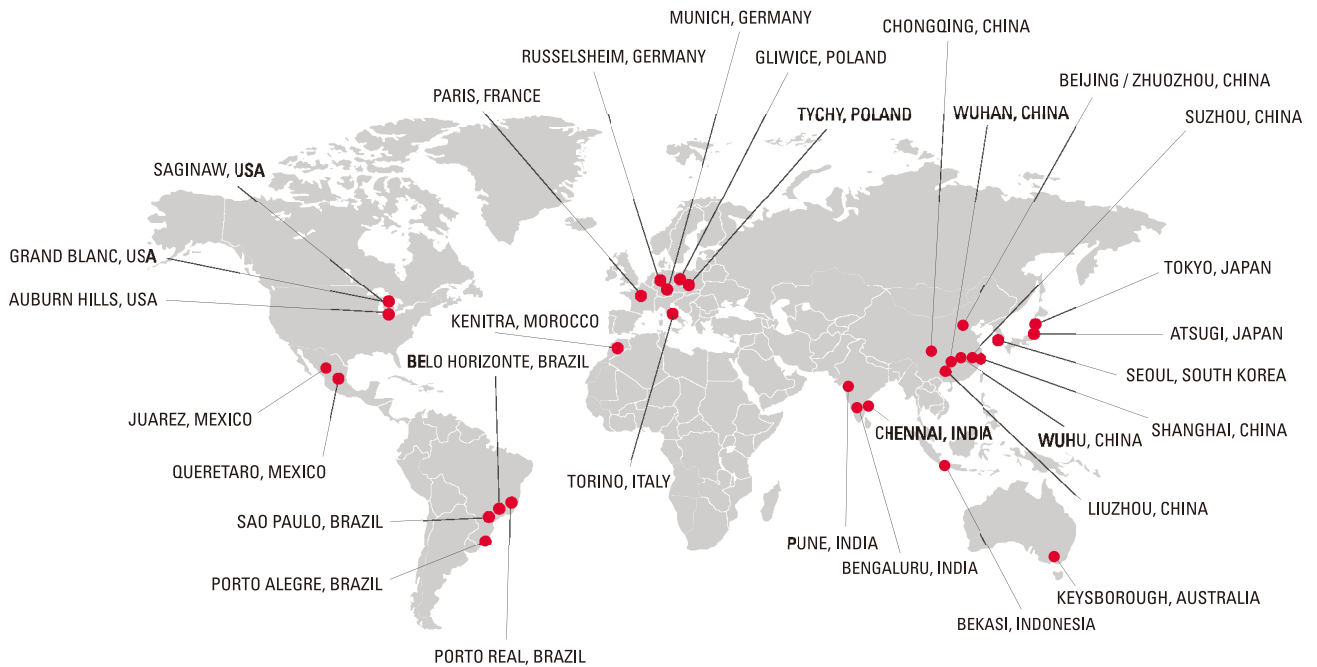 MUNICH, GERMANY
CHONGQING, CHINA
RUSSELSHEIM, GERMANY
GLIWICE, POLAND
BEIJING / ZHUOZHOU, CHINA
PARIS, FRANCE
TYCHY, POLAND
WUHAN, CHINA
SUZHOU, CHINA
SAGINAW, USA
GRAND BLANC, USA
TOKYO, JAPAN
AUBURN HILLS, USA
KENITRA, MOROCCO
ATSUGI, JAPAN
BELO HORIZONTE, BRAZIL
SEOUL, SOUTH KOREA
JUAREZ, MEXICO
CHENNAI, INDIA
WUHU, CHINA
SHANGHAI, CHINA
QUERETARO, MEXICO
TORINO, ITALY
LIUZHOU, CHINA
SAO PAULO, BRAZIL
PUNE, INDIA
BENGALURU, INDIA
PORTO ALEGRE, BRAZIL
KEYSBOROUGH, AUSTRALIA
BEKASI, INDONESIA
PORTO REAL, BRAZIL